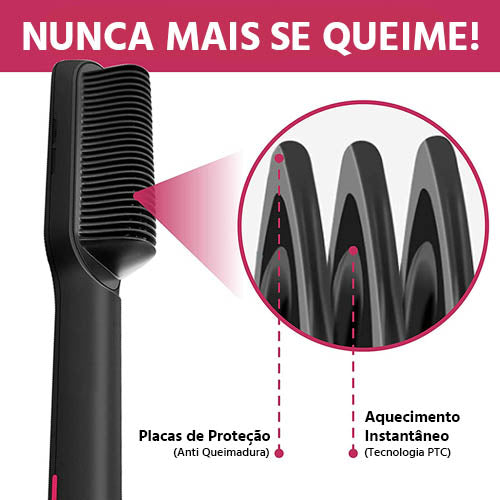 NUNCA MAIS SE QUEIME!
Placas de Proteção
(Anti Queimadura)
Aquecimento
Instantâneo
(Tecnologia PTC)